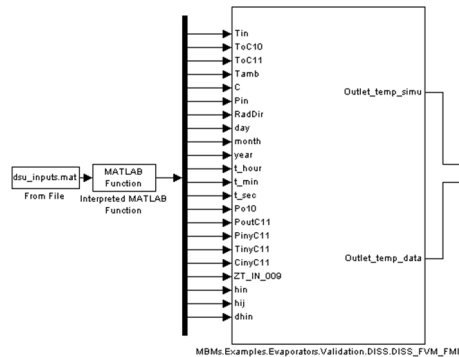 Tin
ToC10
ToC11
Tamb
C
Pin
RadDir
day
month
year
t_hour
t_min
t_sec
Po10
PoutC11
PinyC11
TinyC11
CinyC11
ZT_IN_009
hin
hij
dhin
Outlet_temp_simu
Outlet_temp_data
dsu_inputs.mat
From File
MATLAB
Function
Interpreted MATLAB
Function
MBMs.Examples.Evaporators.Validation.DISS.DISS_FVM_FMI